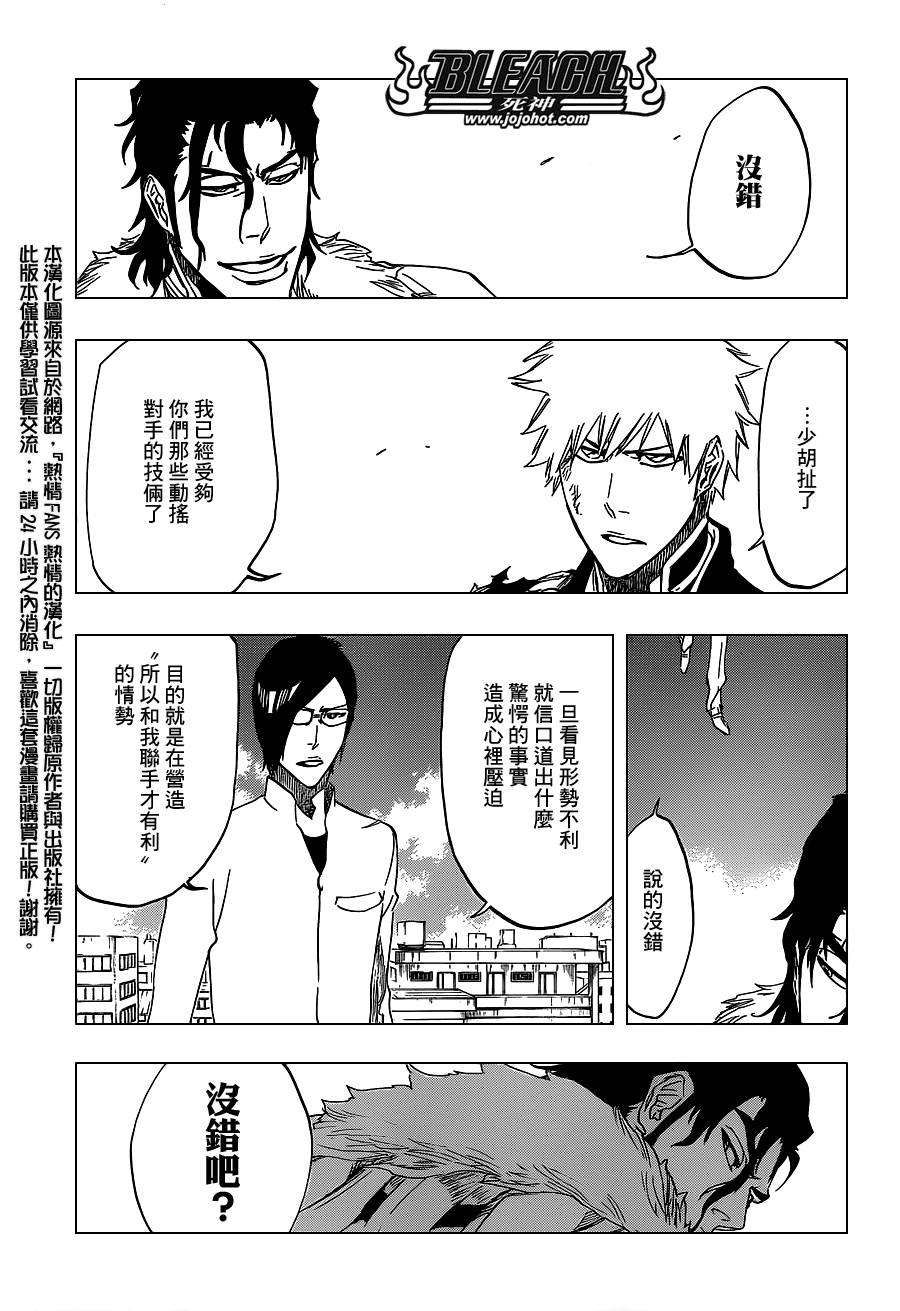 BLEACH
死神
www.jojohot.com
沒錯
…少胡扯了
我已經受夠
你們那些動搖
對手的技倆了
說的沒錯
一旦看見形勢不利
就信口道出什麼
驚愕的事實
造成心裡壓迫
目的就是在營造
〝所以和我聯手才有利〞
的情勢
沒錯吧？
本漢化圖源來自於網路，『熱情FANS熱情的漢化』一切版權歸原作者與出版社擁有！
此版本僅供學習試看交流…請24小時之內消除，喜歡這套漫畫請購買正版！謝謝。